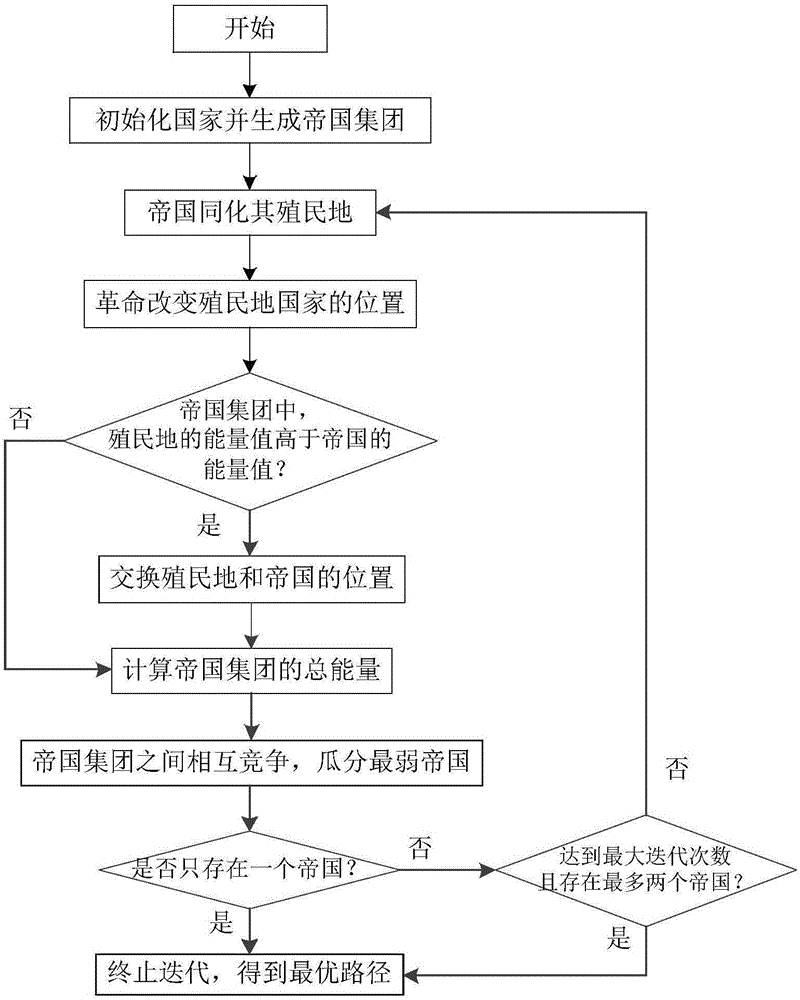 开始
初始化国家并生成帝国集团
帝国同化其殖民地
革命改变殖民地国家的位置
否
帝国集团中，
殖民地的能量值高于帝国的
能量值？
是
交换殖民地和帝国的位置
计算帝国集团的总能量
帝国集团之间相互竞争，瓜分最弱帝国
否
是否只存在一个帝国？
否
达到最大迭代次数
且存在最多两个帝国？
是
是
终止迭代，得到最优路径